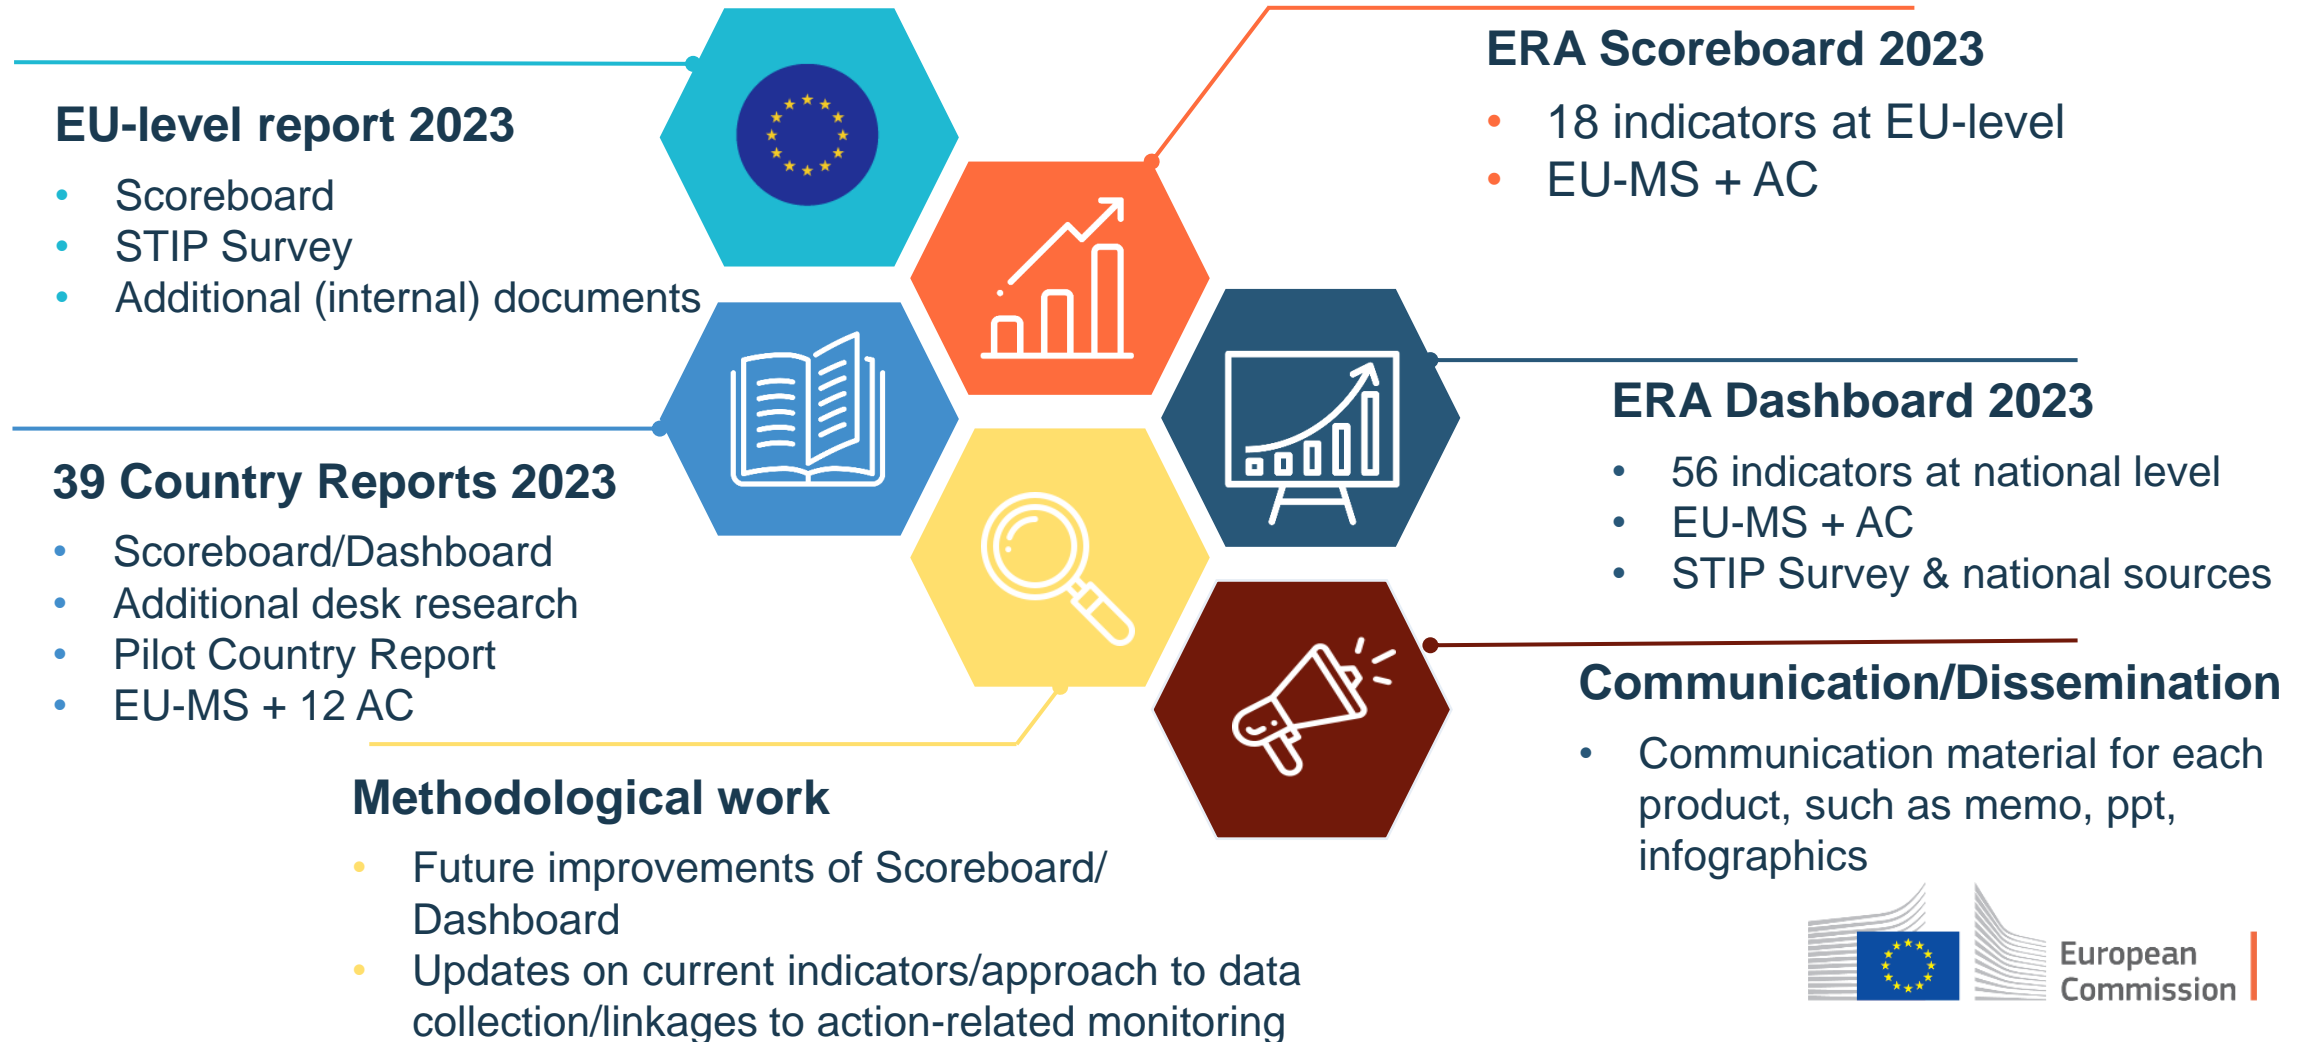 EU-level report 2023
Scoreboard
STIP Survey
Additional (internal) documents
39 Country Reports 2023
Scoreboard/Dashboard
Additional desk research
Pilot Country Report
EU-MS + 12 AC
Methodological work
Future improvements of Scoreboard/
Dashboard
Updates on current indicators/approach to data
collection/linkages to action-related monitoring
ERA Scoreboard 2023
18 indicators at EU-level
EU-MS + AC
ERA Dashboard 2023
56 indicators at national level
EU-MS + AC
STIP Survey & national sources
Communication/Dissemination
Communication material for each
product, such as memo, ppt,
infographics
European
Commission